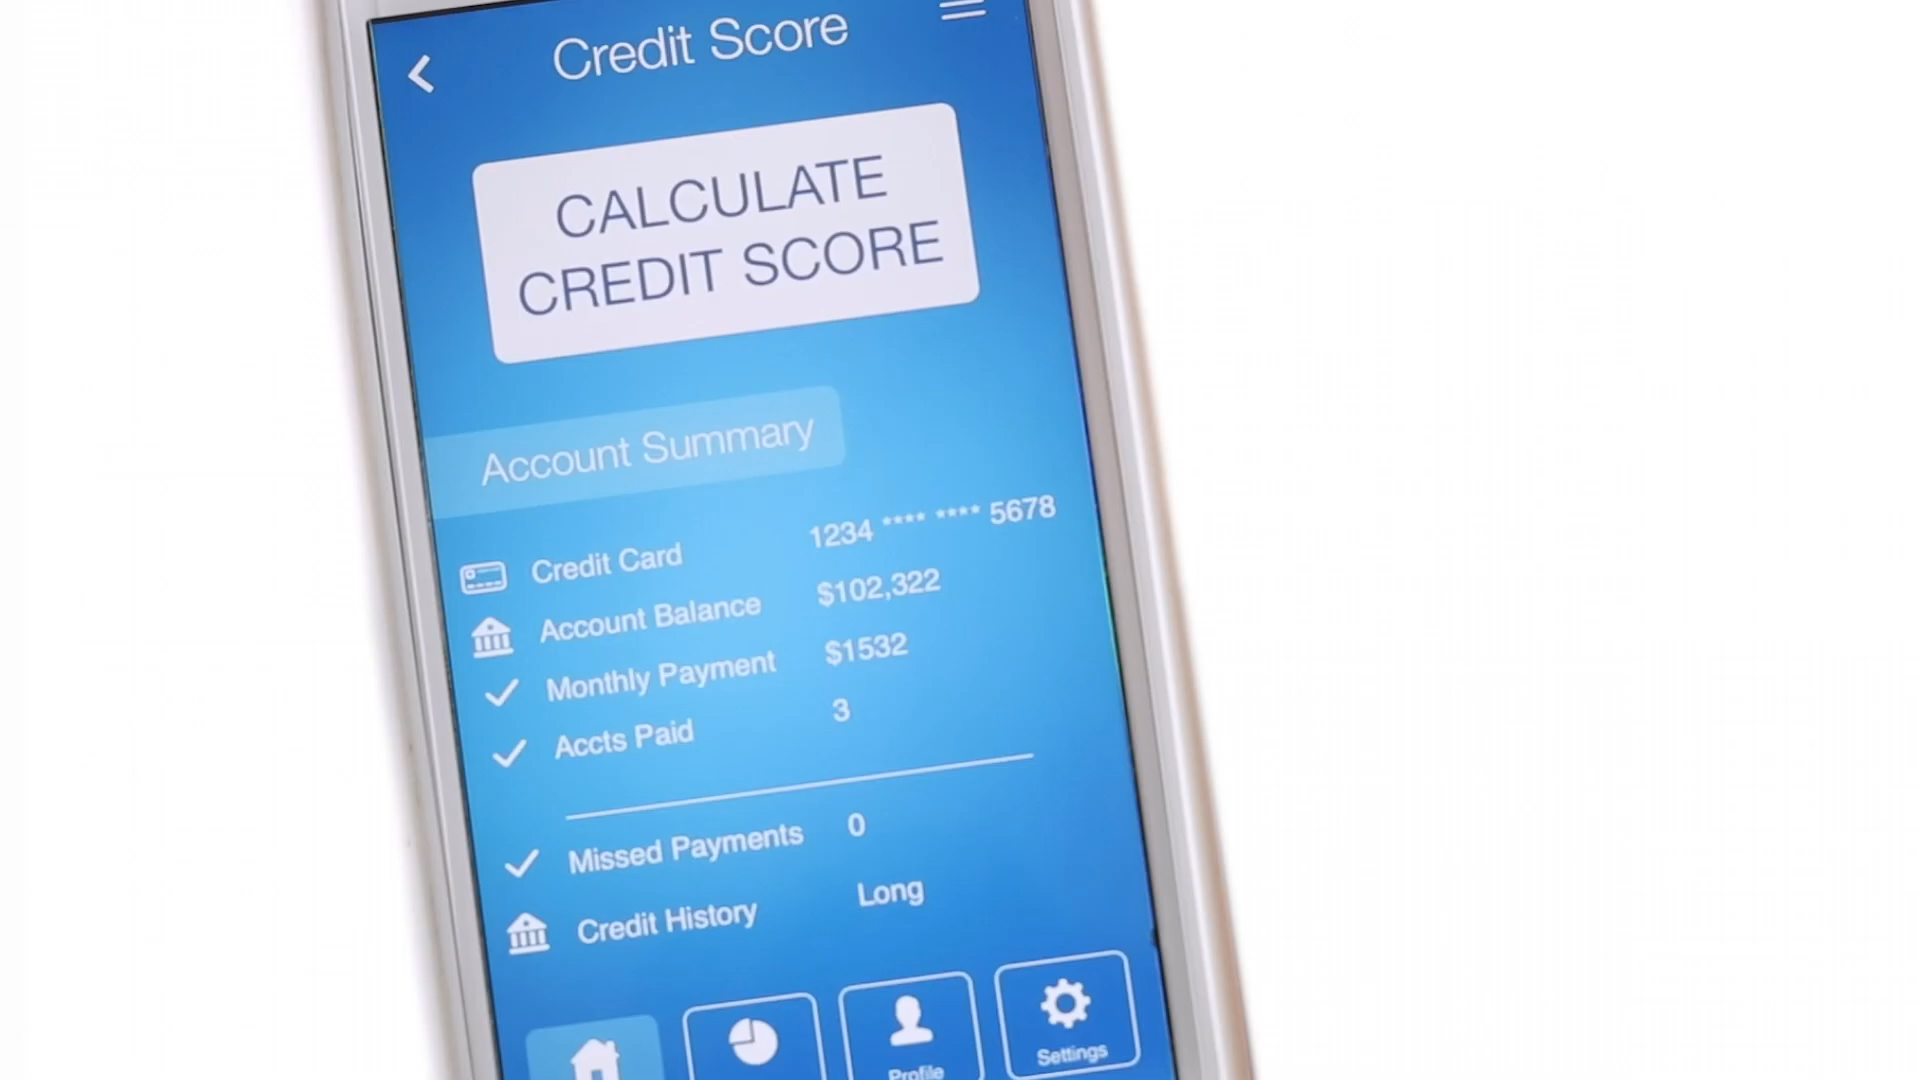 Credit Score
CALCULATE
CREDIT SCORE
Account Summary
Credit Card 1234 **** **** 5678
Account Balance $102,322
Monthly Payment $1532
Accts Paid 3
Missed Payments 0
Credit History Long
Profile
Settings